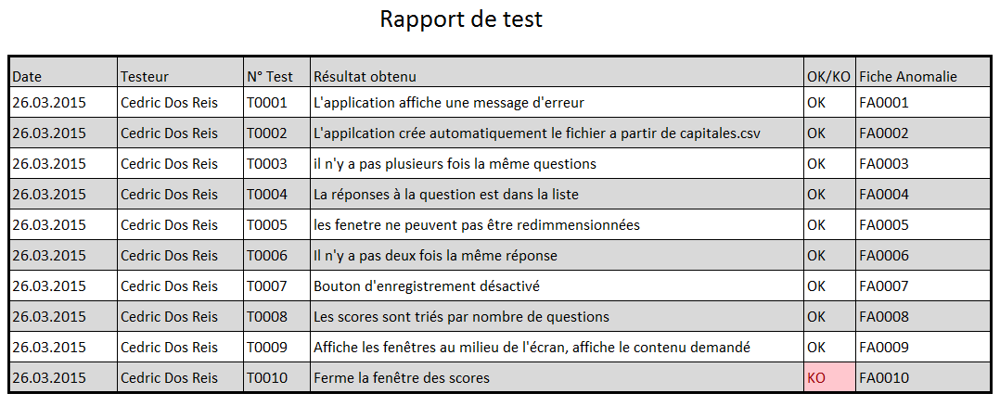 Rapport de test
Date Testeur N° Test Résultat obtenu OK/KO Fiche Anomalie
26.03.2015 Cedric Dos Reis T0001 L'application affiche une message d'erreur OK FA0001
26.03.2015 Cedric Dos Reis T0002 L'appilcation crée automatiquement le fichier a partir de capitales.csv OK FA0002
26.03.2015 Cedric Dos Reis T0003 il n'y a pas plusieurs fois la même questions OK FA0003
26.03.2015 Cedric Dos Reis T0004 La réponses à la question est dans la liste OK FA0004
26.03.2015 Cedric Dos Reis T0005 les fenetre ne peuvent pas être redimmensionnées OK FA0005
26.03.2015 Cedric Dos Reis T0006 Il n'y a pas deux fois la même réponse OK FA0006
26.03.2015 Cedric Dos Reis T0007 Bouton d'enregistrement désactivé OK FA0007
26.03.2015 Cedric Dos Reis T0008 Les scores sont triés par nombre de questions OK FA0008
26.03.2015 Cedric Dos Reis T0009 Affiche les fenêtres au milieu de l'écran, affiche le contenu demandé OK FA0009
26.03.2015 Cedric Dos Reis T0010 Ferme la fenêtre des scores KO FA0010